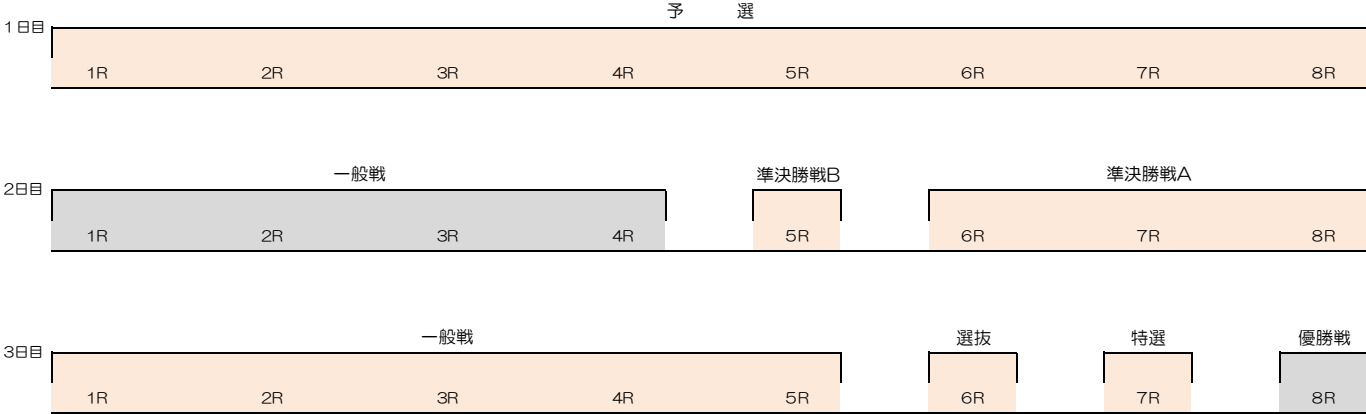 予 選
1日目
1R 2R 3R 4R 5R 6R 7R 8R
一般戦 準決勝戦B 準決勝戦A
2日目
1R 2R 3R 4R 5R 6R 7R 8R
一般戦 選抜 特選 優勝戦
3日目
1R 2R 3R 4R 5R 6R 7R 8R